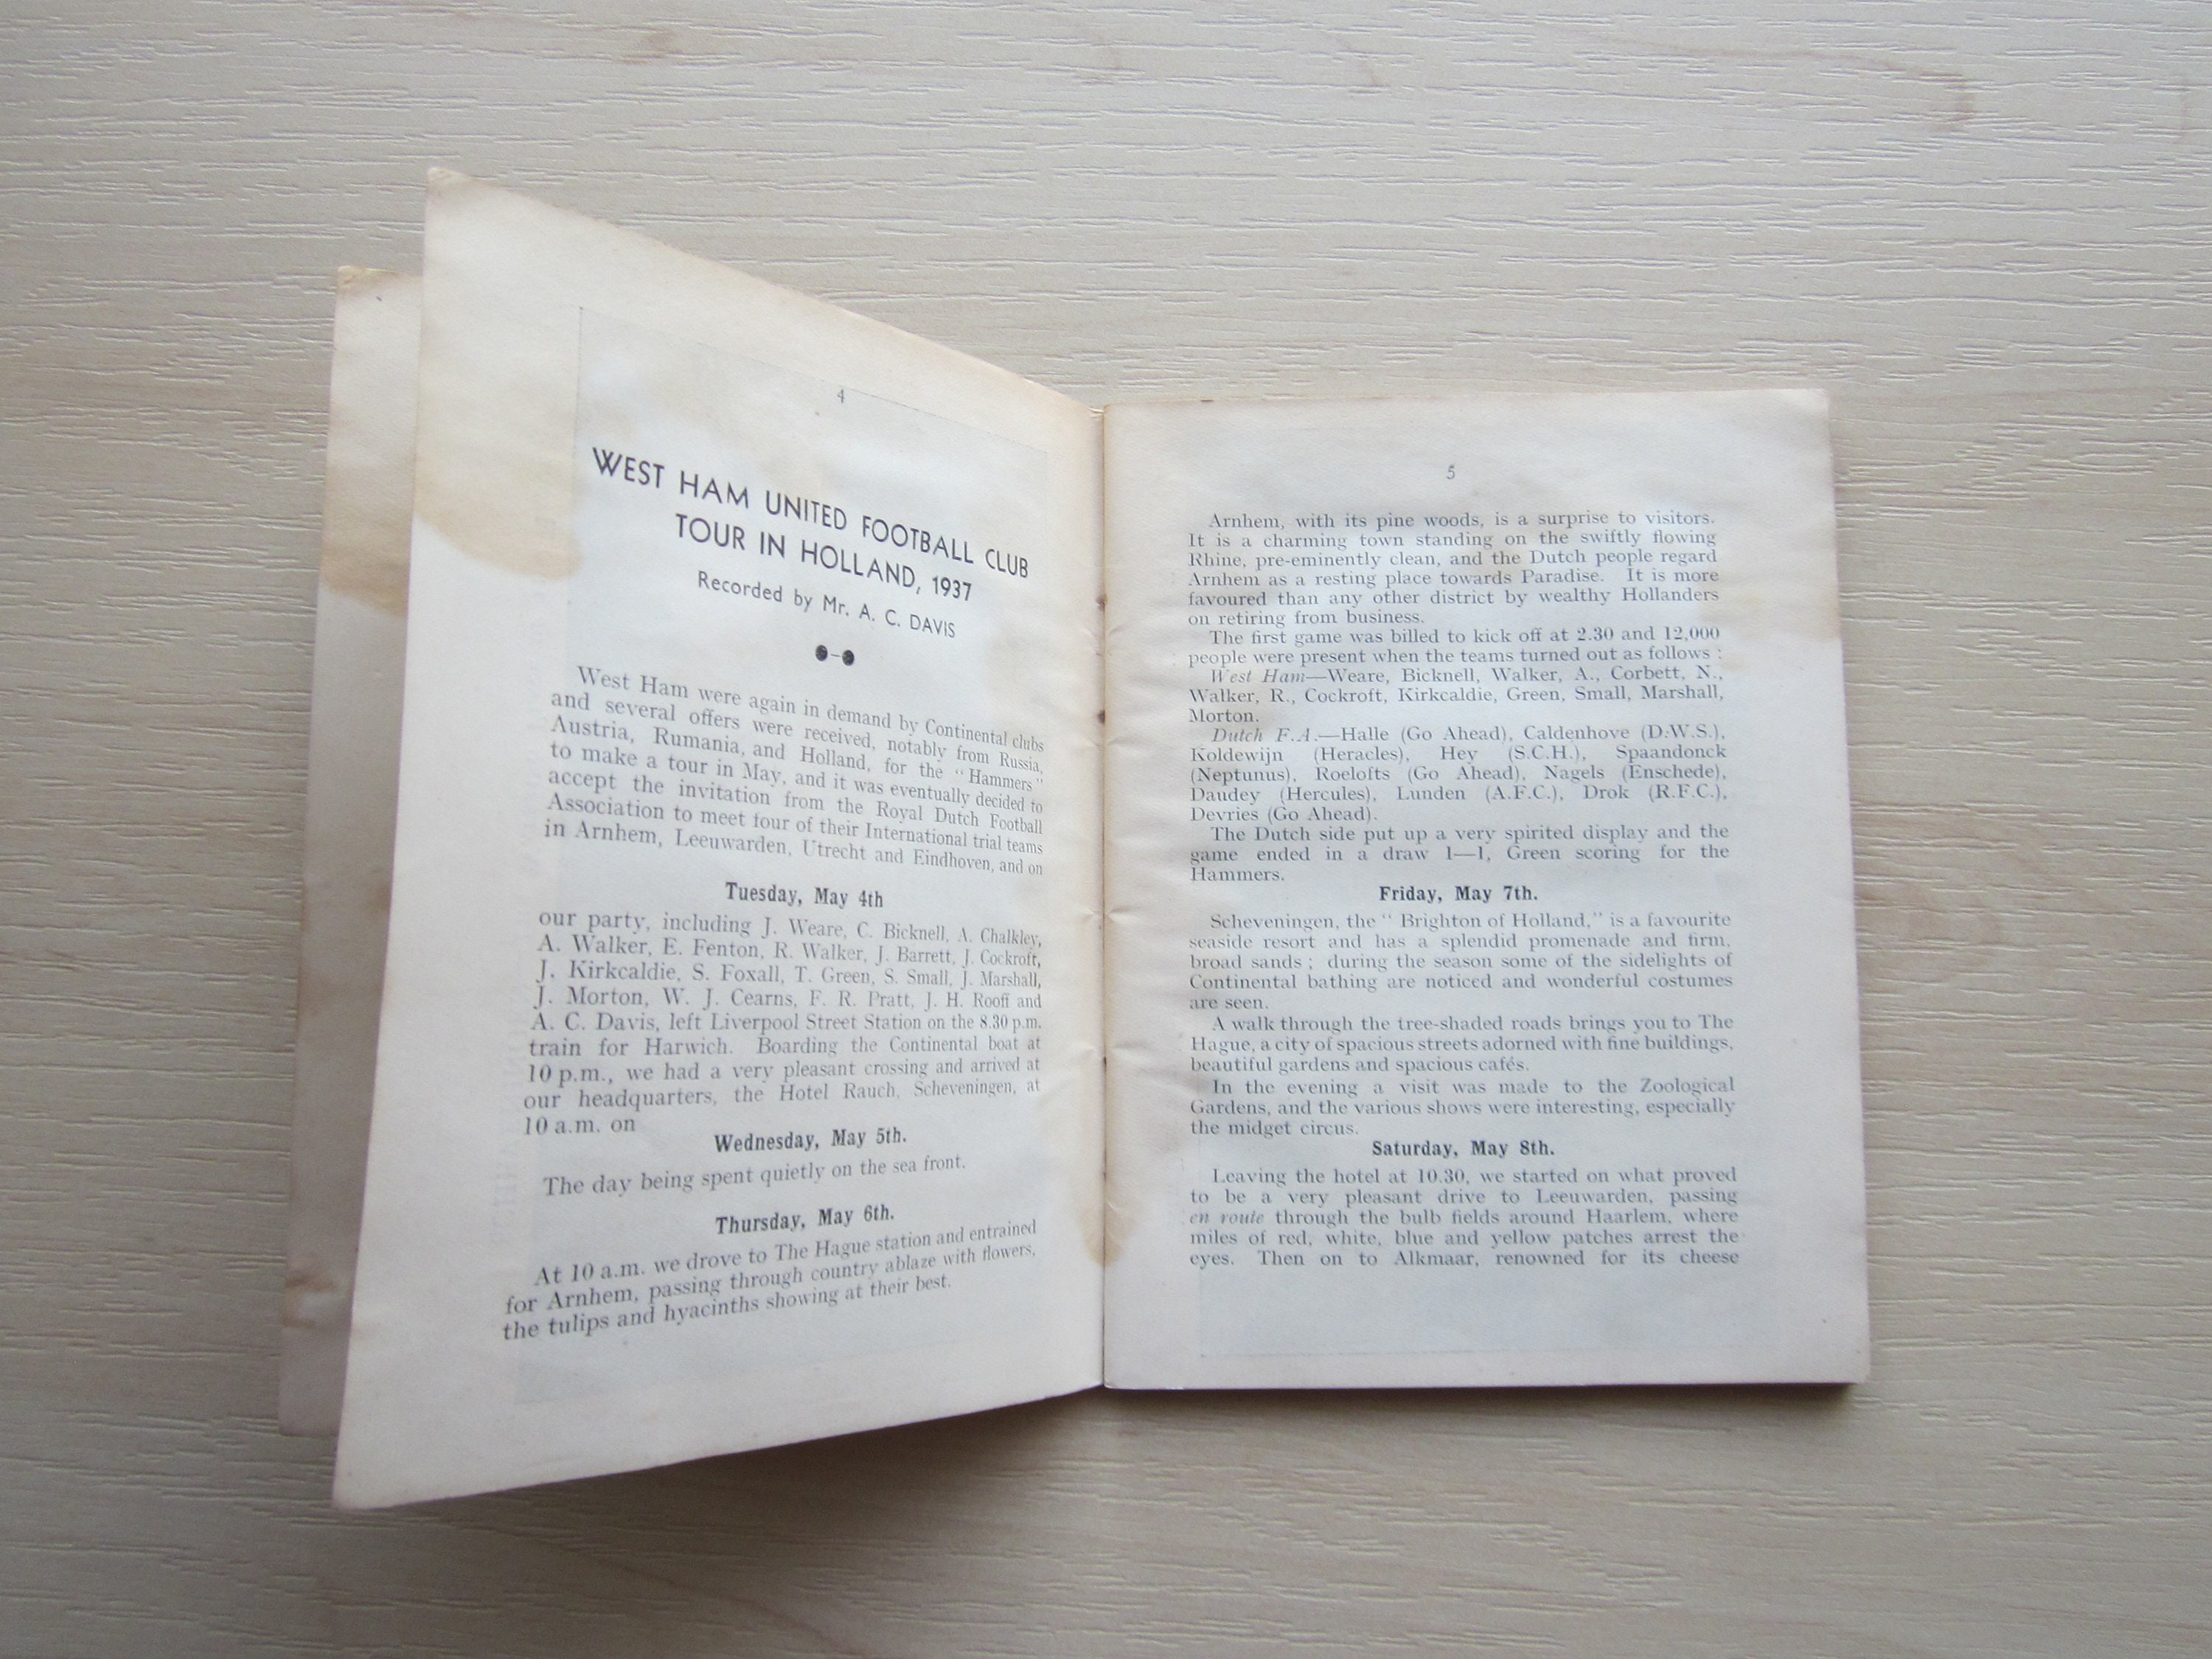 4
WEST HAM UNITED FOOTBALL CLUB
TOUR IN HOLLAND, 1937
Recorded by Mr. A. C. DAVIS
West Ham were again in demand by Continental clubs
and several offers were received, notably from Russia,
Austria, Rumania, and Holland, for the "Hammers"
to make a tour in May, and it was eventually decided to
accept the invitation from the Royal Dutch Football
Association to meet four of their International trial teams
in Arnhem, Leeuwarden, Utrecht and Eindhoven, and on
Tuesday, May 4th
our party, including J. Weare, C. Bicknell, A. Chalkley,
A. Walker, E. Fenton, R. Walker, J. Barrett, J. Cockroft,
J. Kirkcaldie, S. Foxall, T. Green, S. Small, J. Marshall,
J. Morton, W. J. Cearns, F. R. Pratt, J. H. Rooff and
A. C. Davis, left Liverpool Street Station on the 8.30 p.m.
train for Harwich. Boarding the Continental boat at
10 p.m., we had a very pleasant crossing and arrived at
our headquarters, the Hotel Rauch, Scheveningen, at
10 a.m. on
Wednesday, May 5th.
The day being spent quietly on the sea front.
Thursday, May 6th.
At 10 a.m. we drove to The Hague station and entrained
for Arnhem, passing through country ablaze with flowers,
the tulips and hyacinths showing at their best.
5
Arnhem, with its pine woods, is a surprise to visitors.
It is a charming town standing on the swiftly flowing
Rhine, pre-eminently clean, and the Dutch people regard
Arnhem as a resting place towards Paradise. It is more
favoured than any other district by wealthy Hollanders
on retiring from business.
The first game was billed to kick off at 2.30 and 12,000
people were present when the teams turned out as follows :
West Ham—Weare, Bicknell, Walker, A., Corbett, N.,
Walker, R., Cockroft, Kirkcaldie, Green, Small, Marshall,
Morton.
Dutch F.A.—Halle (Go Ahead), Caldenhove (D.W.S.),
Koldewijn (Heracles), Hey (S.C.H.), Spaandonck
(Neptunus), Roelofts (Go Ahead), Nagels (Enschede),
Daudey (Hercules), Lunden (A.F.C.), Drok (R.F.C.),
Devries (Go Ahead).
The Dutch side put up a very spirited display and the
game ended in a draw 1—1, Green scoring for the
Hammers.
Friday, May 7th.
Scheveningen, the "Brighton of Holland," is a favourite
seaside resort and has a splendid promenade and firm,
broad sands ; during the season some of the sidelights of
Continental bathing are noticed and wonderful costumes
are seen.
A walk through the tree-shaded roads brings you to The
Hague, a city of spacious streets adorned with fine buildings,
beautiful gardens and spacious cafés.
In the evening a visit was made to the Zoological
Gardens, and the various shows were interesting, especially
the midget circus.
Saturday, May 8th.
Leaving the hotel at 10.30, we started on what proved
to be a very pleasant drive to Leeuwarden, passing
en route through the bulb fields around Haarlem, where
miles of red, white, blue and yellow patches arrest the
eyes. Then on to Alkmaar, renowned for its cheese